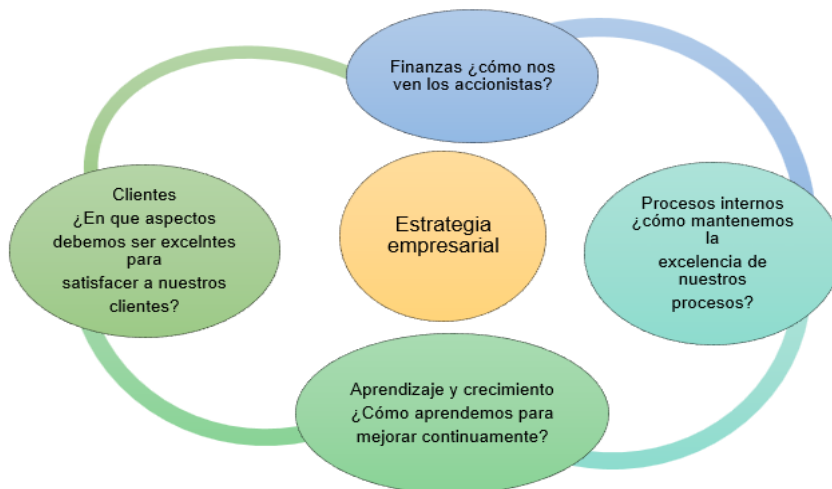 Finanzas ¿cómo nos
ven los accionistas?
Clientes
¿En que aspectos
debemos ser excelntes
para
satisfacer a nuestros
clientes?
Estrategia
empresarial
Procesos internos
¿cómo mantenemos
la
excelencia de
nuestros
procesos?
Aprendizaje y crecimiento
¿Cómo aprendemos para
mejorar continuamente?